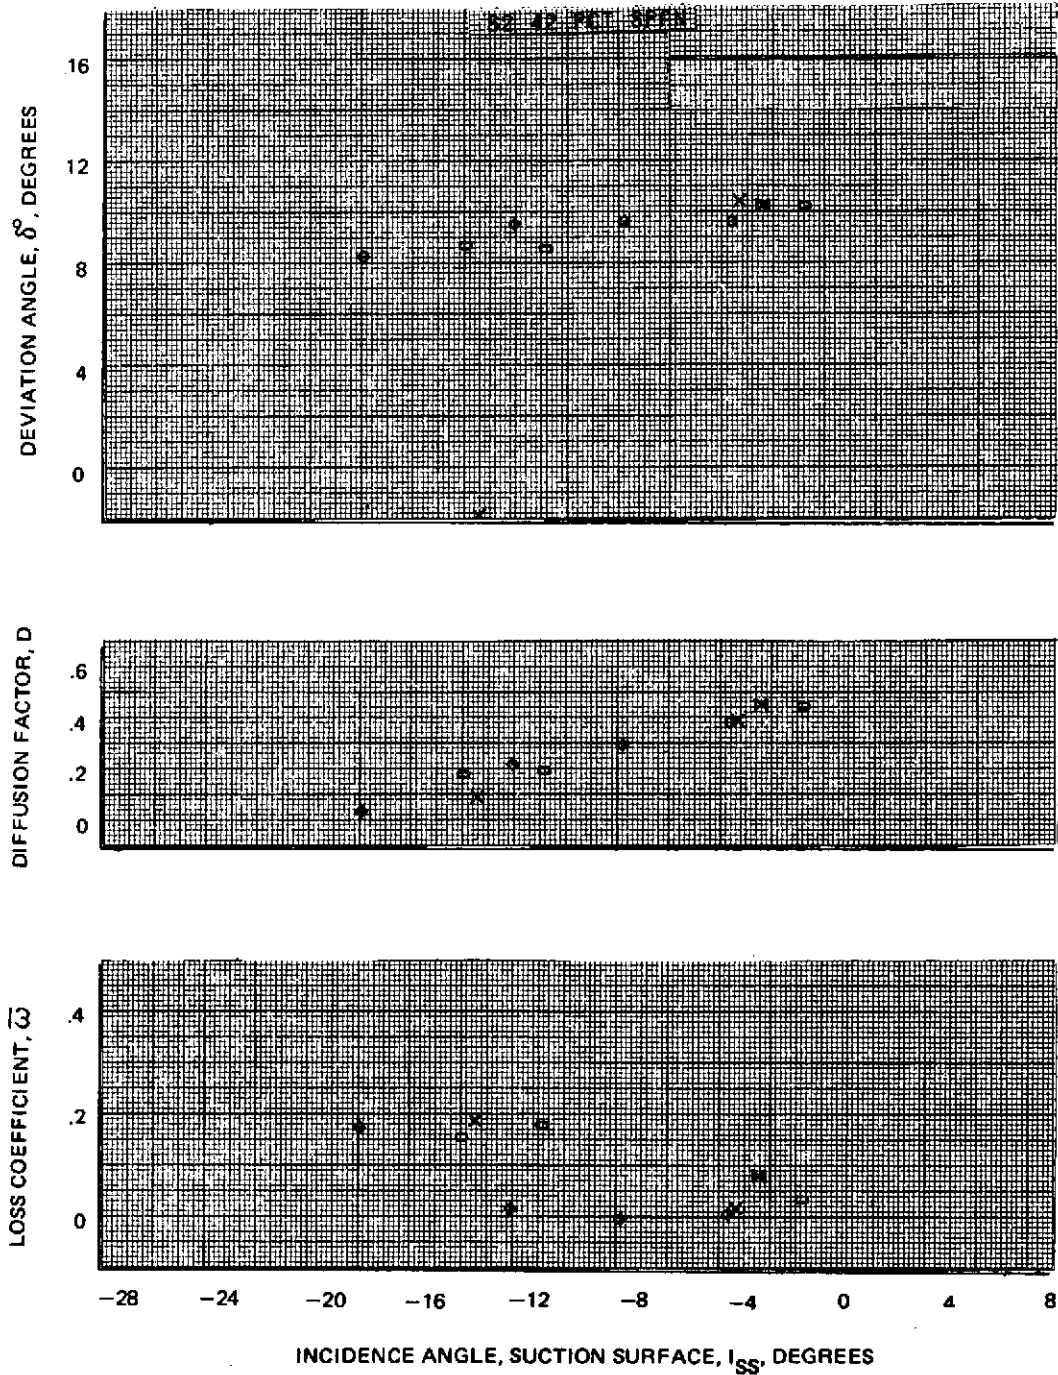 S2 42 PCT SPAN
DEVIATION ANGLE, δ°, DEGREES
16
12
8
4
0
DIFFUSION FACTOR, D
.6
.4
.2
0
LOSS COEFFICIENT, ω̅
.4
.2
0
−28 −24 −20 −16 −12 −8 −4 0 4 8
INCIDENCE ANGLE, SUCTION SURFACE, ISS, DEGREES